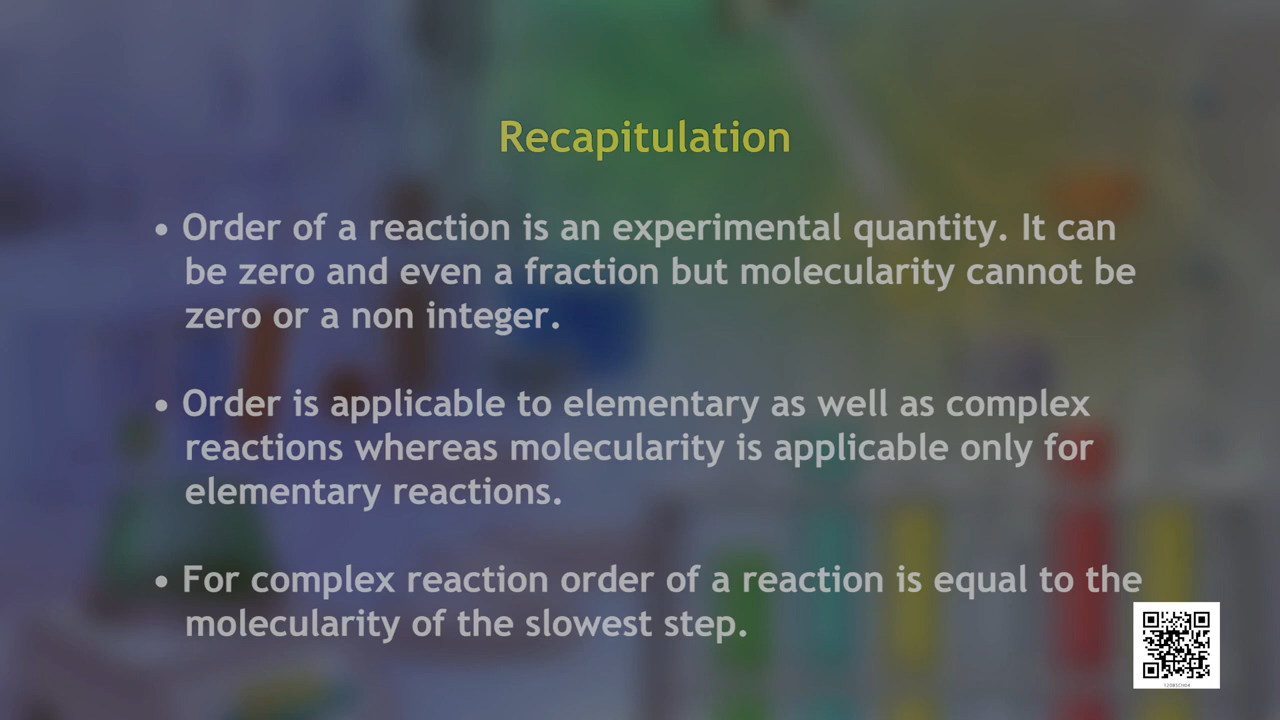 Recapitulation
• Order of a reaction is an experimental quantity. It can
be zero and even a fraction but molecularity cannot be
zero or a non integer.
• Order is applicable to elementary as well as complex
reactions whereas molecularity is applicable only for
elementary reactions.
• For complex reaction order of a reaction is equal to the
molecularity of the slowest step.